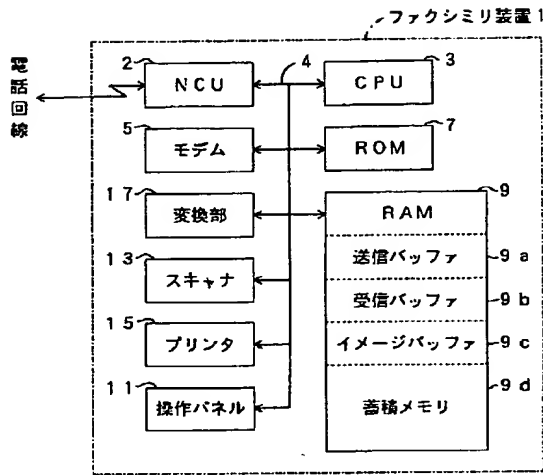 ファクシミリ装置1
電話回線
2
NCU
4
3
CPU
5
モデム
7
ROM
17
変換部
9
RAM
送信バッファ 9a
受信バッファ 9b
イメージバッファ 9c
蓄積メモリ 9d
13
スキャナ
15
プリンタ
11
操作パネル